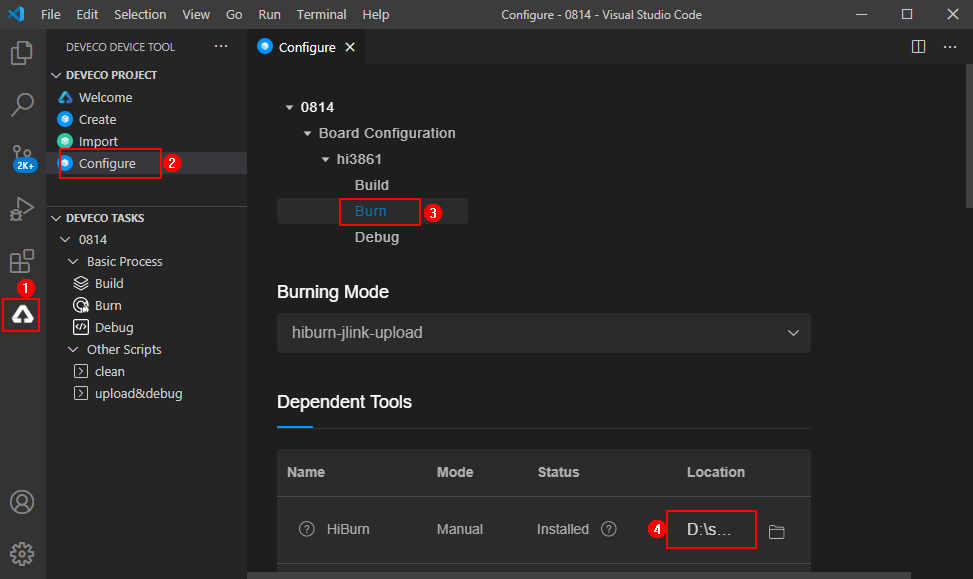 File Edit Selection View Go Run Terminal Help Configure - 0814 - Visual Studio Code
DEVECO DEVICE TOOL ...
DEVECO PROJECT
Welcome
Create
Import
Configure 2
2K+
DEVECO TASKS
0814
Basic Process
Build
Burn
Debug
Other Scripts
clean
upload&debug
1
Configure
0814
Board Configuration
hi3861
Build
Burn 3
Debug
Burning Mode
hiburn-jlink-upload
Dependent Tools
Name Mode Status Location
? HiBurn Manual Installed ? 4 D:\s...